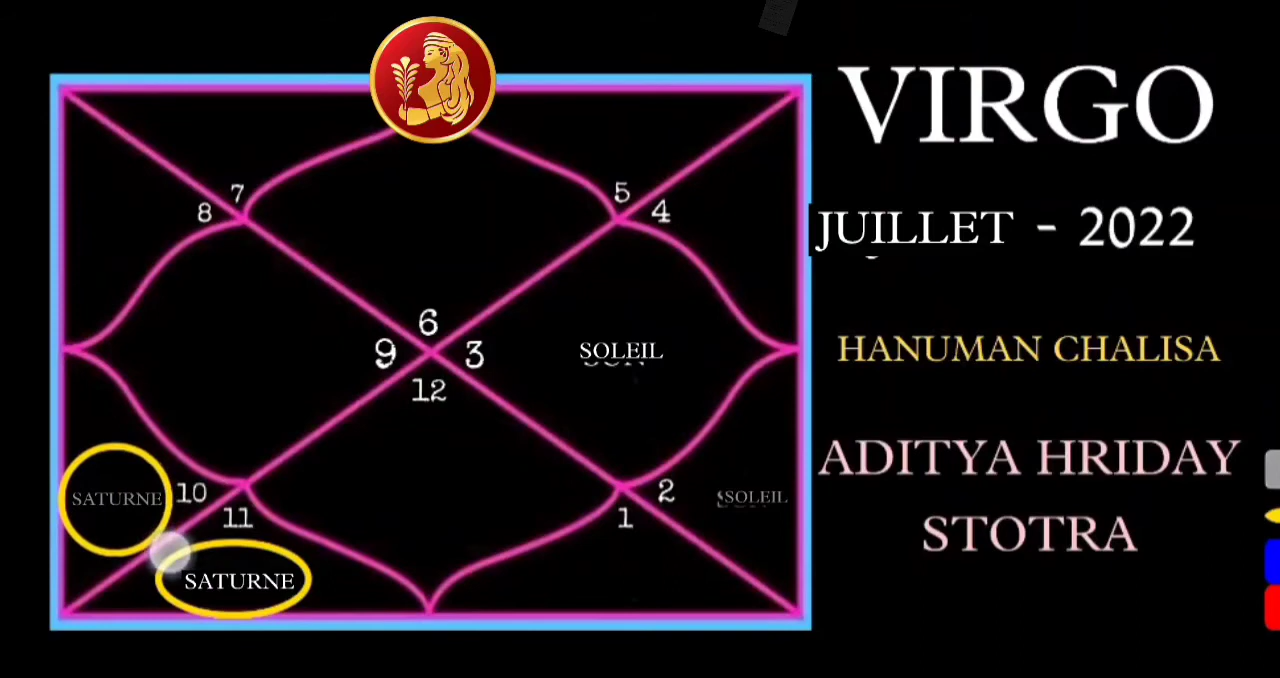 VIRGO
7
5
8
4
JUILLET - 2022
6
9
3
SOLEIL
HANUMAN CHALISA
12
ADITYA HRIDAY
STOTRA
SATURNE
10
2
SOLEIL
11
1
SATURNE